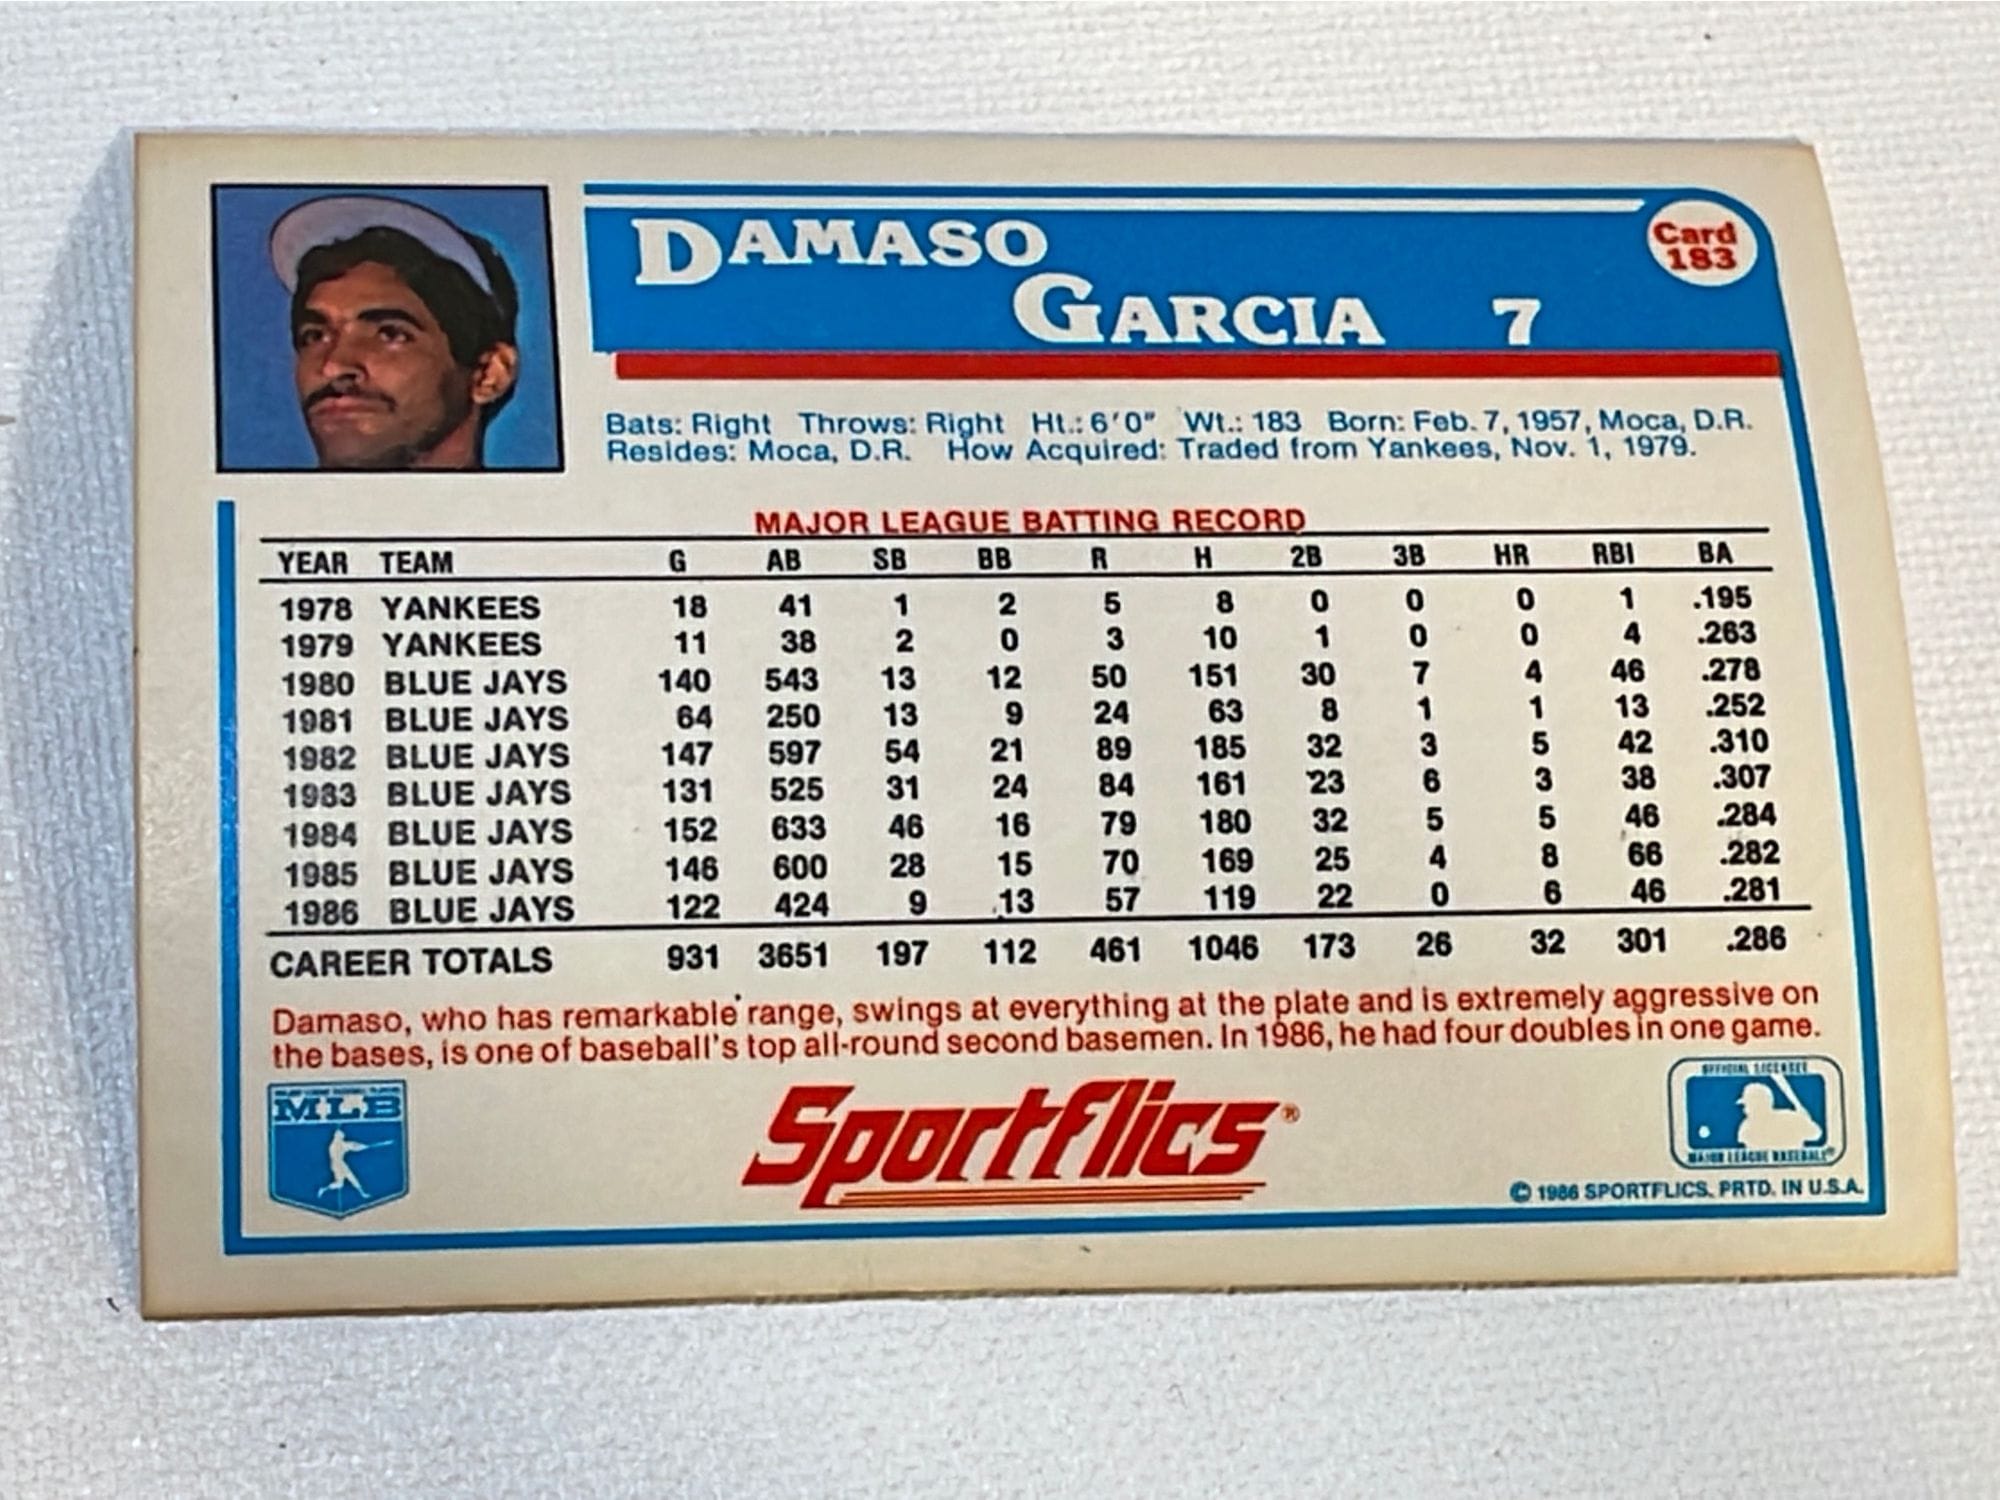 DAMASO
GARCIA 7
Card
183
Bats: Right Throws: Right Ht.: 6'0" Wt.: 183 Born: Feb. 7, 1957, Moca, D.R.
Resides: Moca, D.R. How Acquired: Traded from Yankees, Nov. 1, 1979.
MAJOR LEAGUE BATTING RECORD
YEAR TEAM G AB SB BB R H 2B 3B HR RBI BA
1978 YANKEES 18 41 1 2 5 8 0 0 0 1 .195
1979 YANKEES 11 38 2 0 3 10 1 0 0 4 .263
1980 BLUE JAYS 140 543 13 12 50 151 30 7 4 46 .278
1981 BLUE JAYS 64 250 13 9 24 63 8 1 1 13 .252
1982 BLUE JAYS 147 597 54 21 89 185 32 3 5 42 .310
1983 BLUE JAYS 131 525 31 24 84 161 23 6 3 38 .307
1984 BLUE JAYS 152 633 46 16 79 180 32 5 5 46 .284
1985 BLUE JAYS 146 600 28 15 70 169 25 4 8 66 .282
1986 BLUE JAYS 122 424 9 13 57 119 22 0 6 46 .281
CAREER TOTALS 931 3651 197 112 461 1046 173 26 32 301 .286
Damaso, who has remarkable range, swings at everything at the plate and is extremely aggressive on
the bases, is one of baseball's top all-round second basemen. In 1986, he had four doubles in one game.
MLB
Sportflics®
OFFICIAL LICENSEE
MAJOR LEAGUE BASEBALL®
© 1986 SPORTFLICS. PRTD. IN U.S.A.